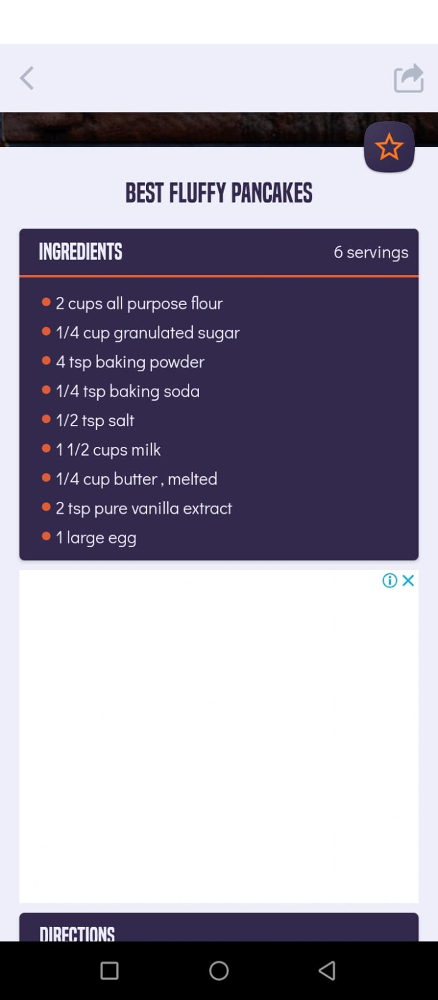 BEST FLUFFY PANCAKES
INGREDIENTS 6 servings
2 cups all purpose flour
1/4 cup granulated sugar
4 tsp baking powder
1/4 tsp baking soda
1/2 tsp salt
1 1/2 cups milk
1/4 cup butter , melted
2 tsp pure vanilla extract
1 large egg
DIRECTIONS